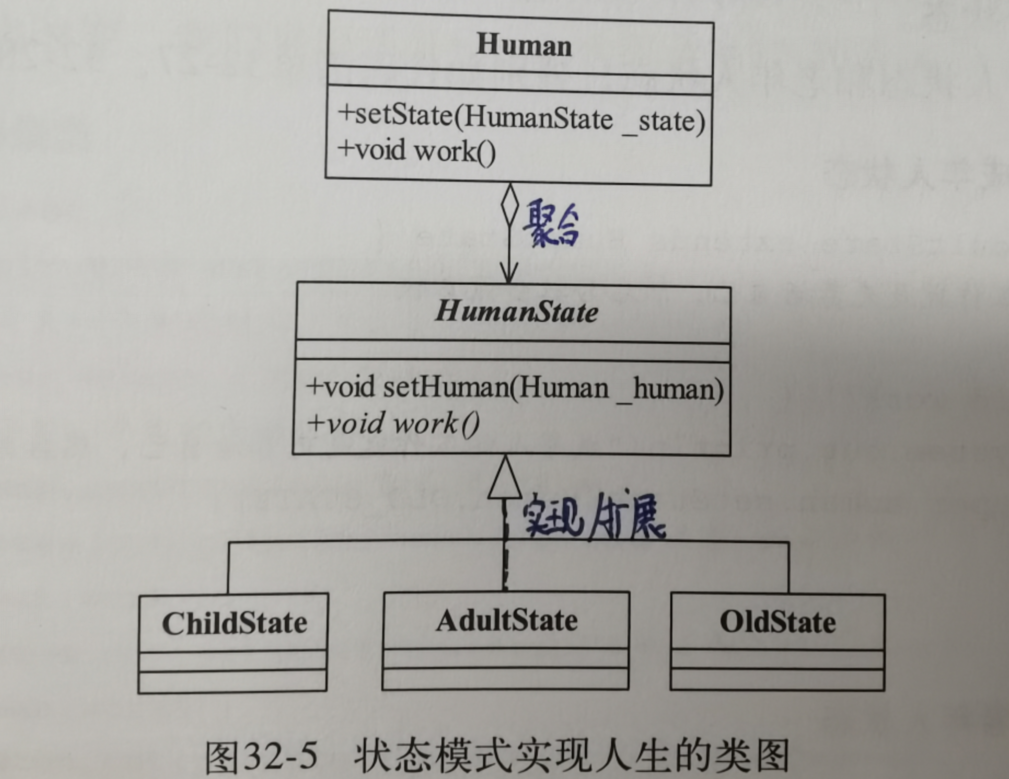 Human
+setState(HumanState _state)
+void work()
聚合
HumanState
+void setHuman(Human _human)
+void work()
实现/扩展
ChildState
AdultState
OldState
图32-5 状态模式实现人生的类图